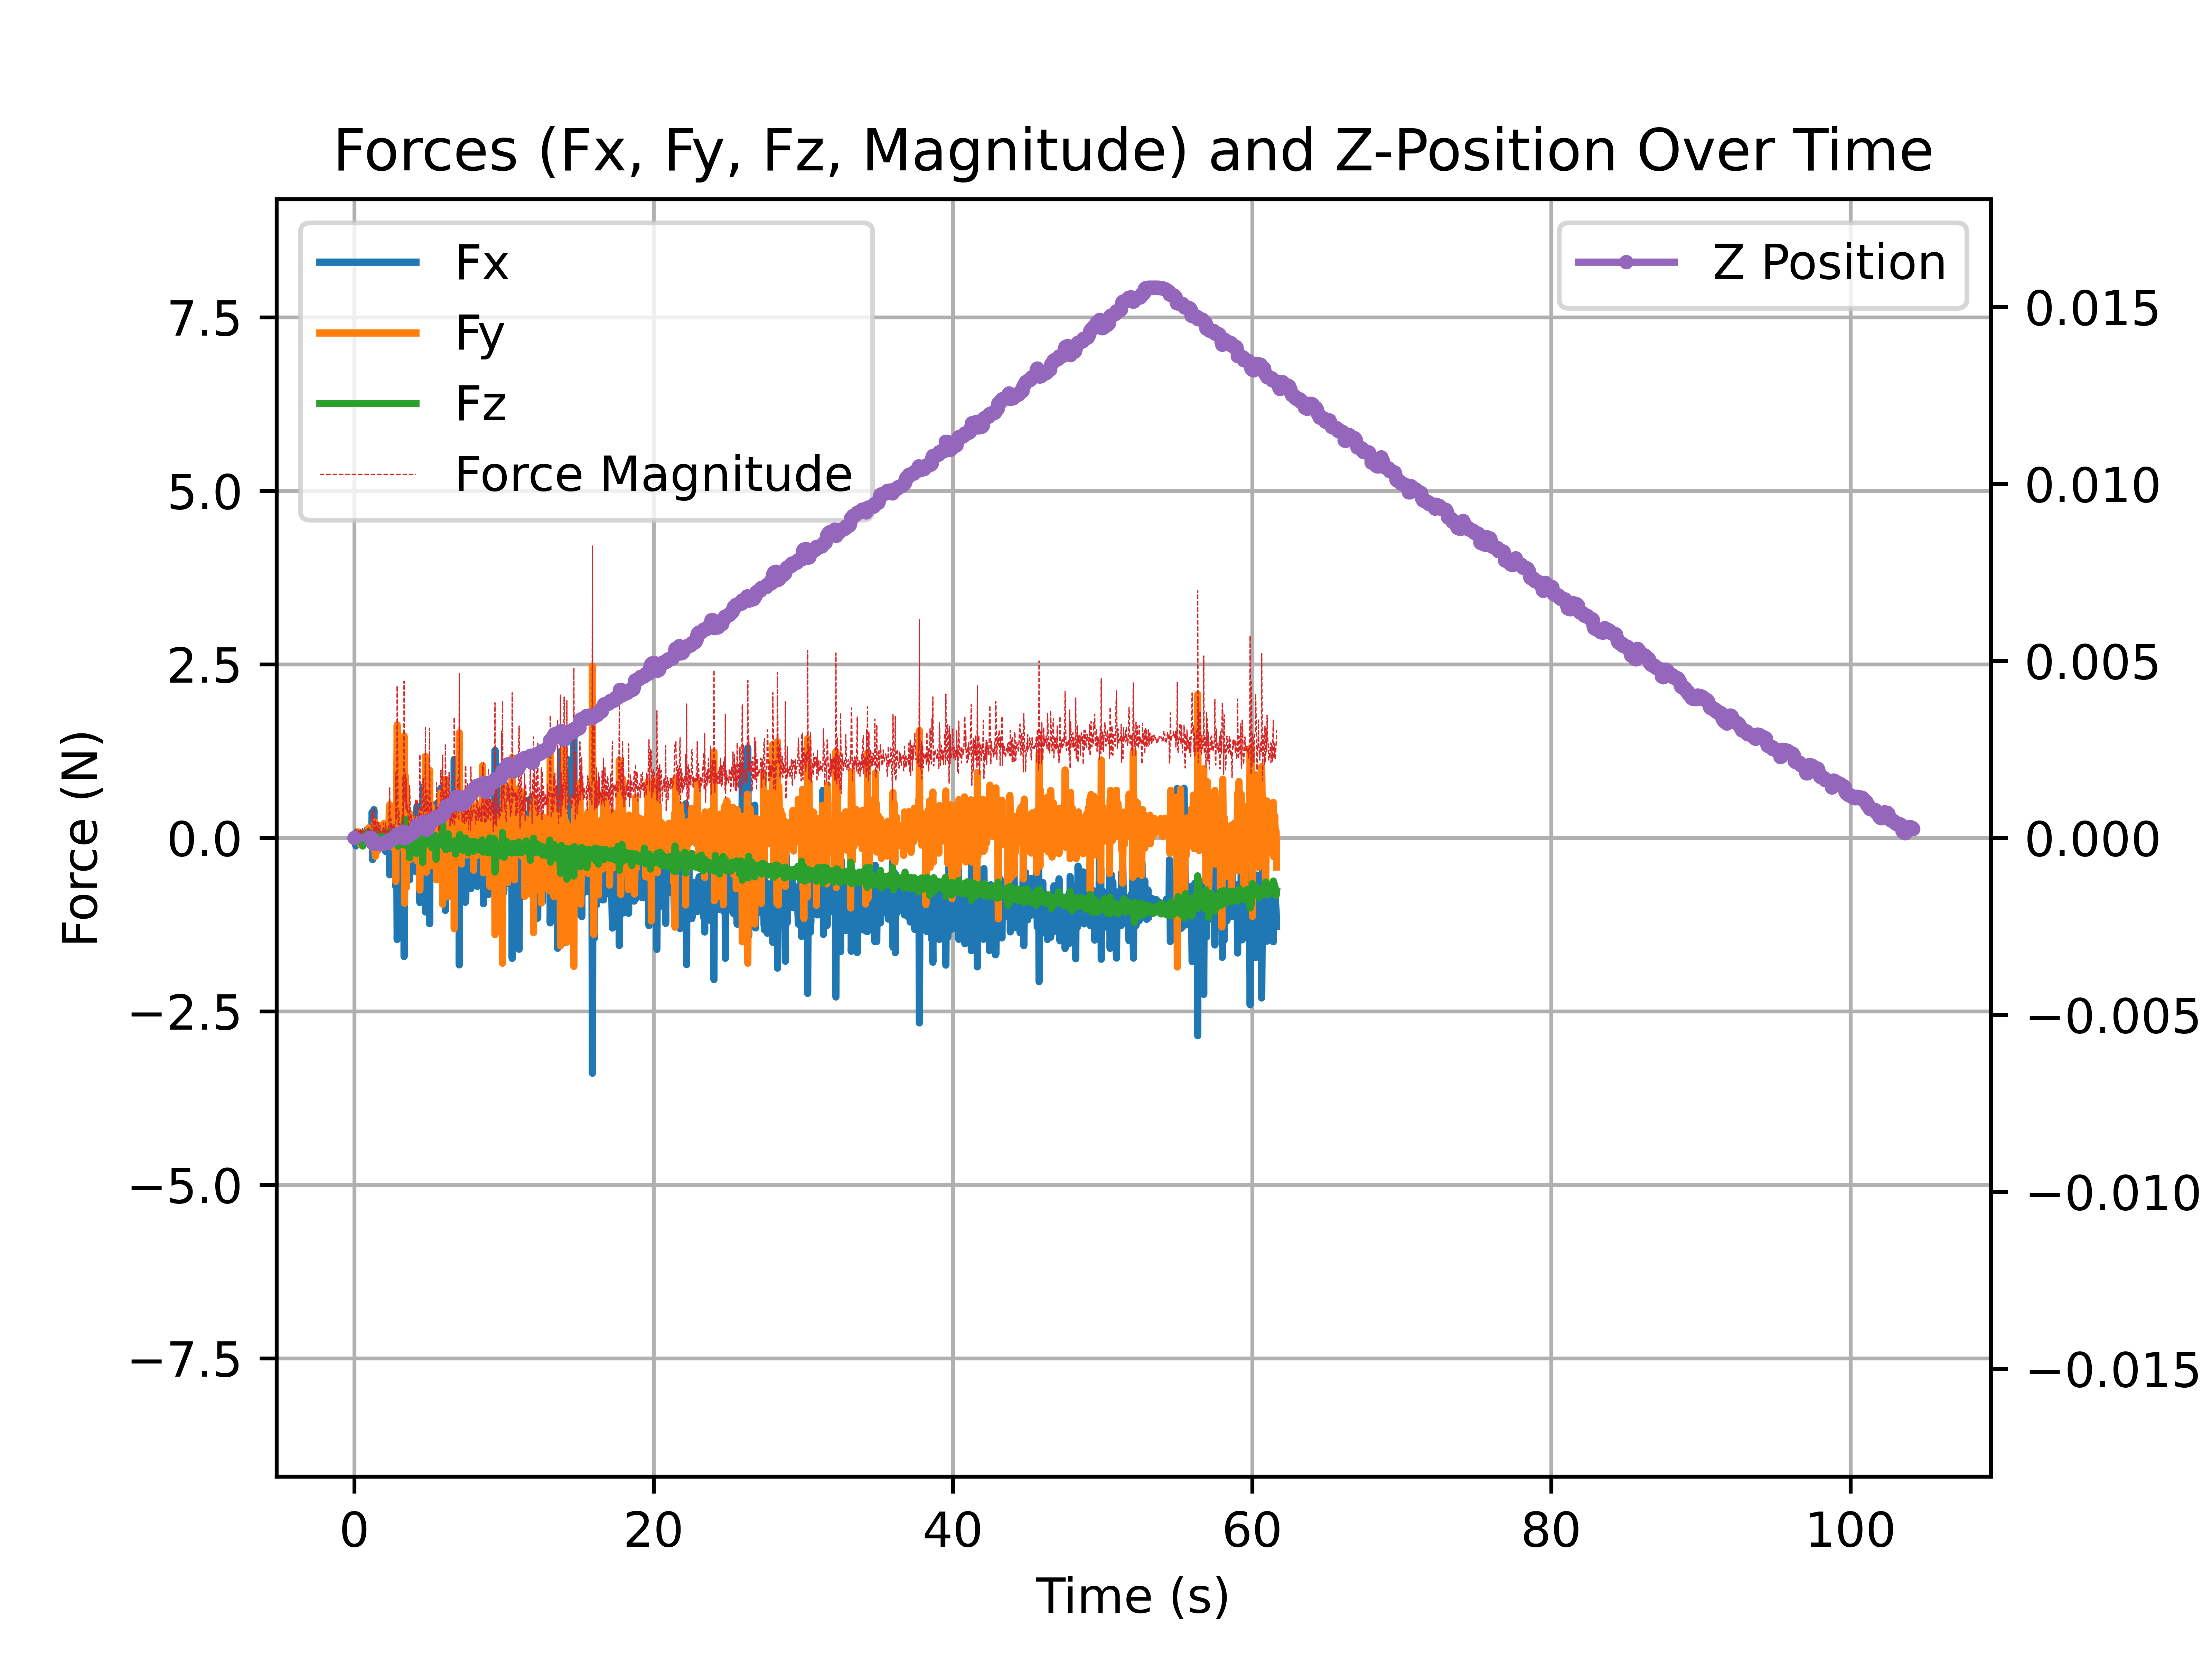 Forces (Fx, Fy, Fz, Magnitude) and Z-Position Over Time
Fx
Fy
Fz
Force Magnitude
Z Position
Force (N)
7.5
5.0
2.5
0.0
−2.5
−5.0
−7.5
0.015
0.010
0.005
0.000
−0.005
−0.010
−0.015
0 20 40 60 80 100
Time (s)